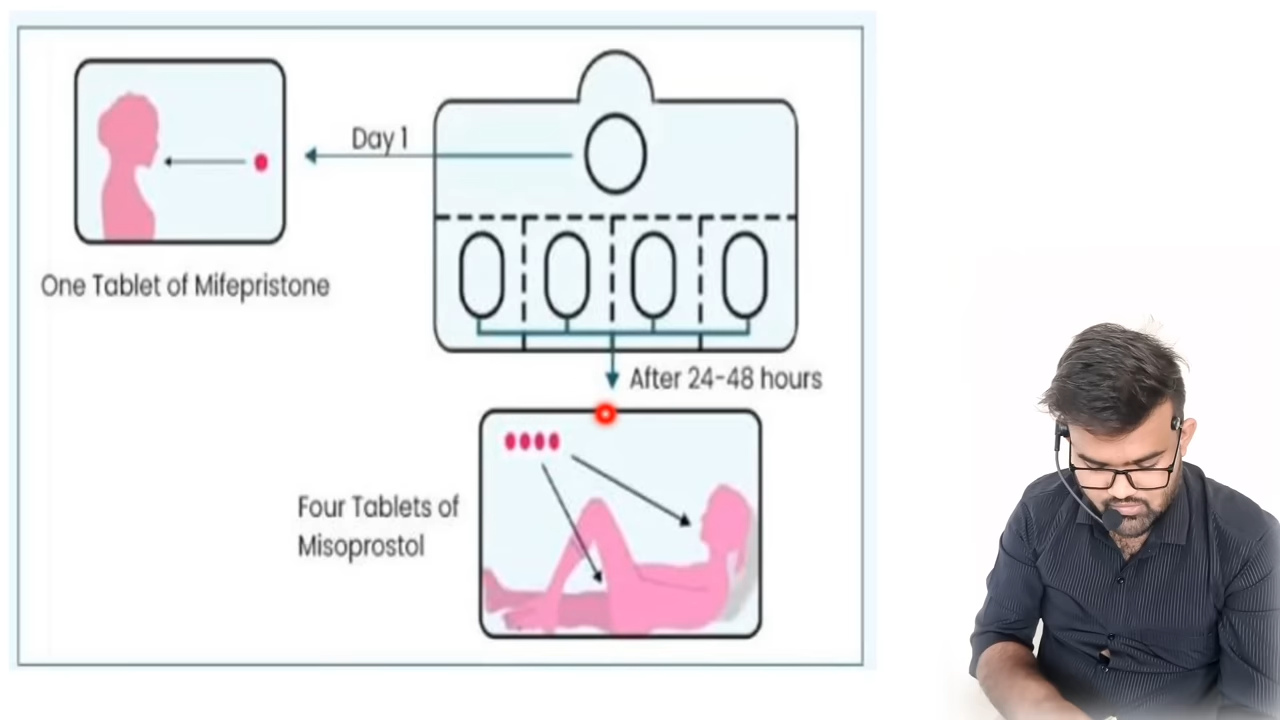 Day 1
One Tablet of Mifepristone
After 24-48 hours
Four Tablets of
Misoprostol